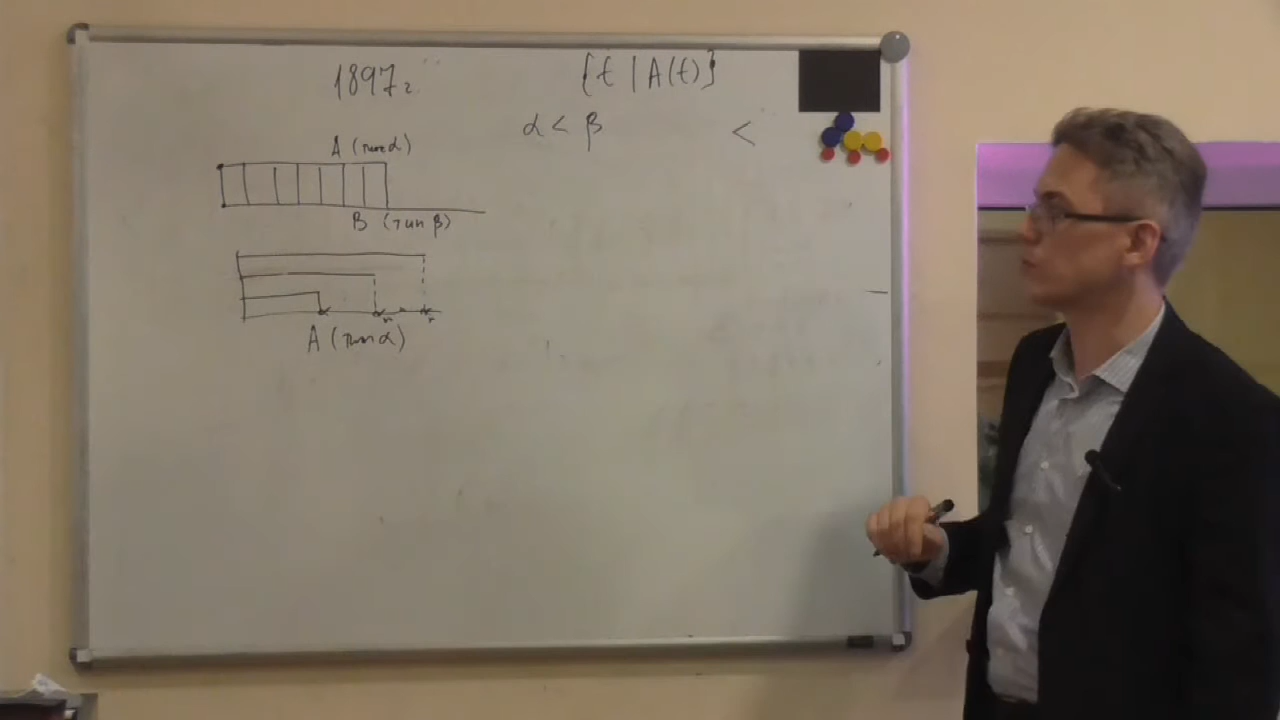 1897г.
{t | A(t)}
α < β
<
A (тип α)
B (тип β)
A (тип α)